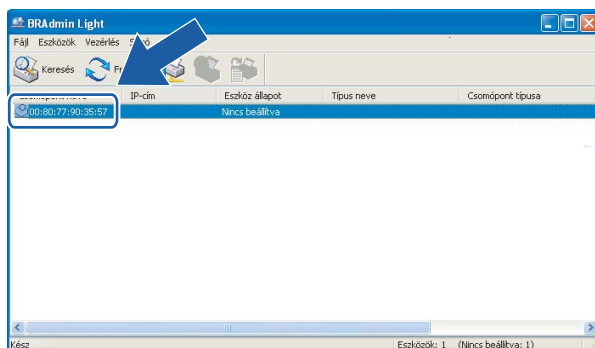 BRAdmin Light
Fájl Eszközök Vezérlés
Keresés
IP-cím Eszköz állapot Típus neve Csomópont típusa
00:80:77:90:35:57 Nincs beállítva
Kész Eszközök: 1 (Nincs beállítva: 1)